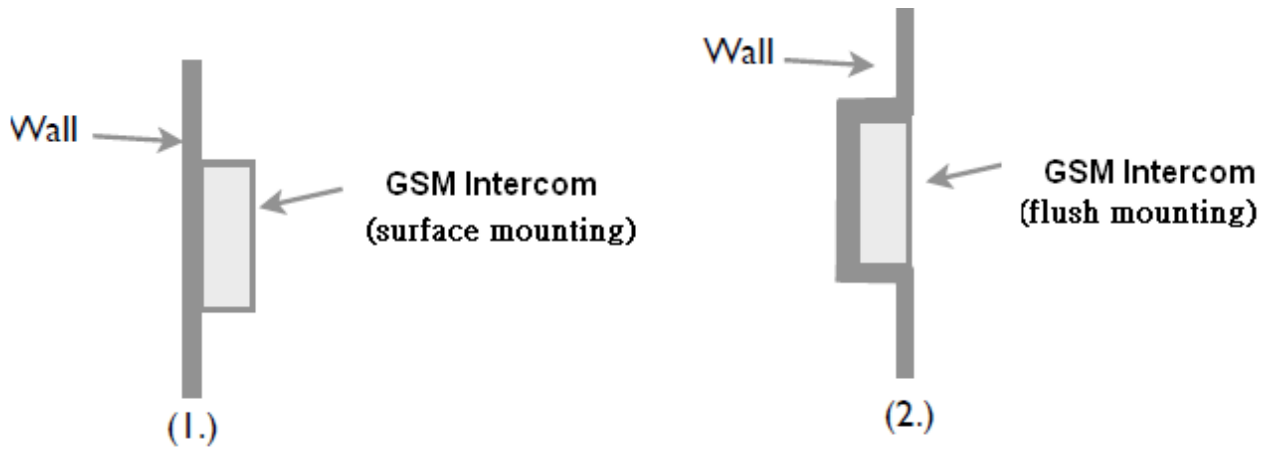 Wall
GSM Intercom
(surface mounting)
(1.)
Wall
GSM Intercom
(flush mounting)
(2.)